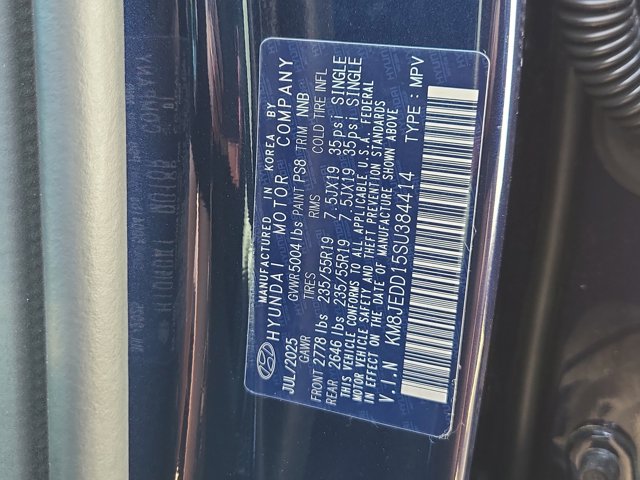 MANUFACTURED IN KOREA BY
HYUNDAI MOTOR COMPANY
JUL/2025 GVWR 5004 lbs PAINT PS8 TRIM NNB
GAWR TIRES RIMS COLD TIRE INFL
FRONT 2778 lbs 235/55R19 7.5JX19 35psi SINGLE
REAR 2646 lbs 235/55R19 7.5JX19 35psi SINGLE
THIS VEHICLE CONFORMS TO ALL APPLICABLE U.S.A. FEDERAL
MOTOR VEHICLE SAFETY AND THEFT PREVENTION STANDARDS
IN EFFECT ON THE DATE OF MANUFACTURE SHOWN ABOVE
V.I.N KM8JEDD15SU384414 TYPE : MPV